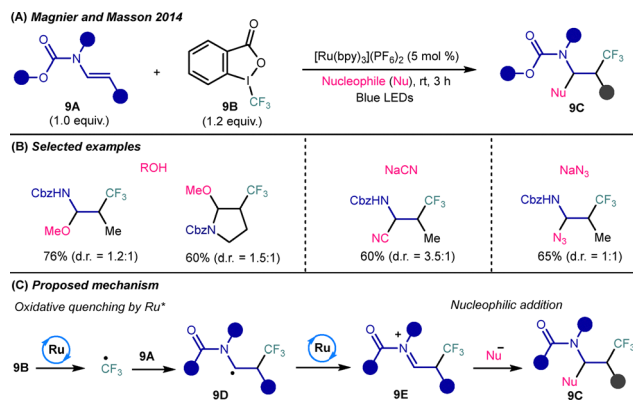 (A) Magnier and Masson 2014
O
N
O
9A
(1.0 equiv.)
+
O
O
I
CF3
9B
(1.2 equiv.)
[Ru(bpy)3](PF6)2 (5 mol %)
Nucleophile (Nu), rt, 3 h
Blue LEDs
O
N
CF3
O
Nu
9C
(B) Selected examples
ROH
NaCN
NaN3
CbzHN
CF3
MeO
Me
76% (d.r. = 1.2:1)
MeO
CF3
CbzN
60% (d.r. = 1.5:1)
CbzHN
CF3
NC
Me
60% (d.r. = 3.5:1)
CbzHN
CF3
N3
Me
65% (d.r. = 1:1)
(C) Proposed mechanism
Oxidative quenching by Ru*
Nucleophilic addition
9B
Ru
•
CF3
9A
O
N
CF3
•
9D
Ru
O
+
N
CF3
9E
Nu−
O
N
CF3
Nu
9C